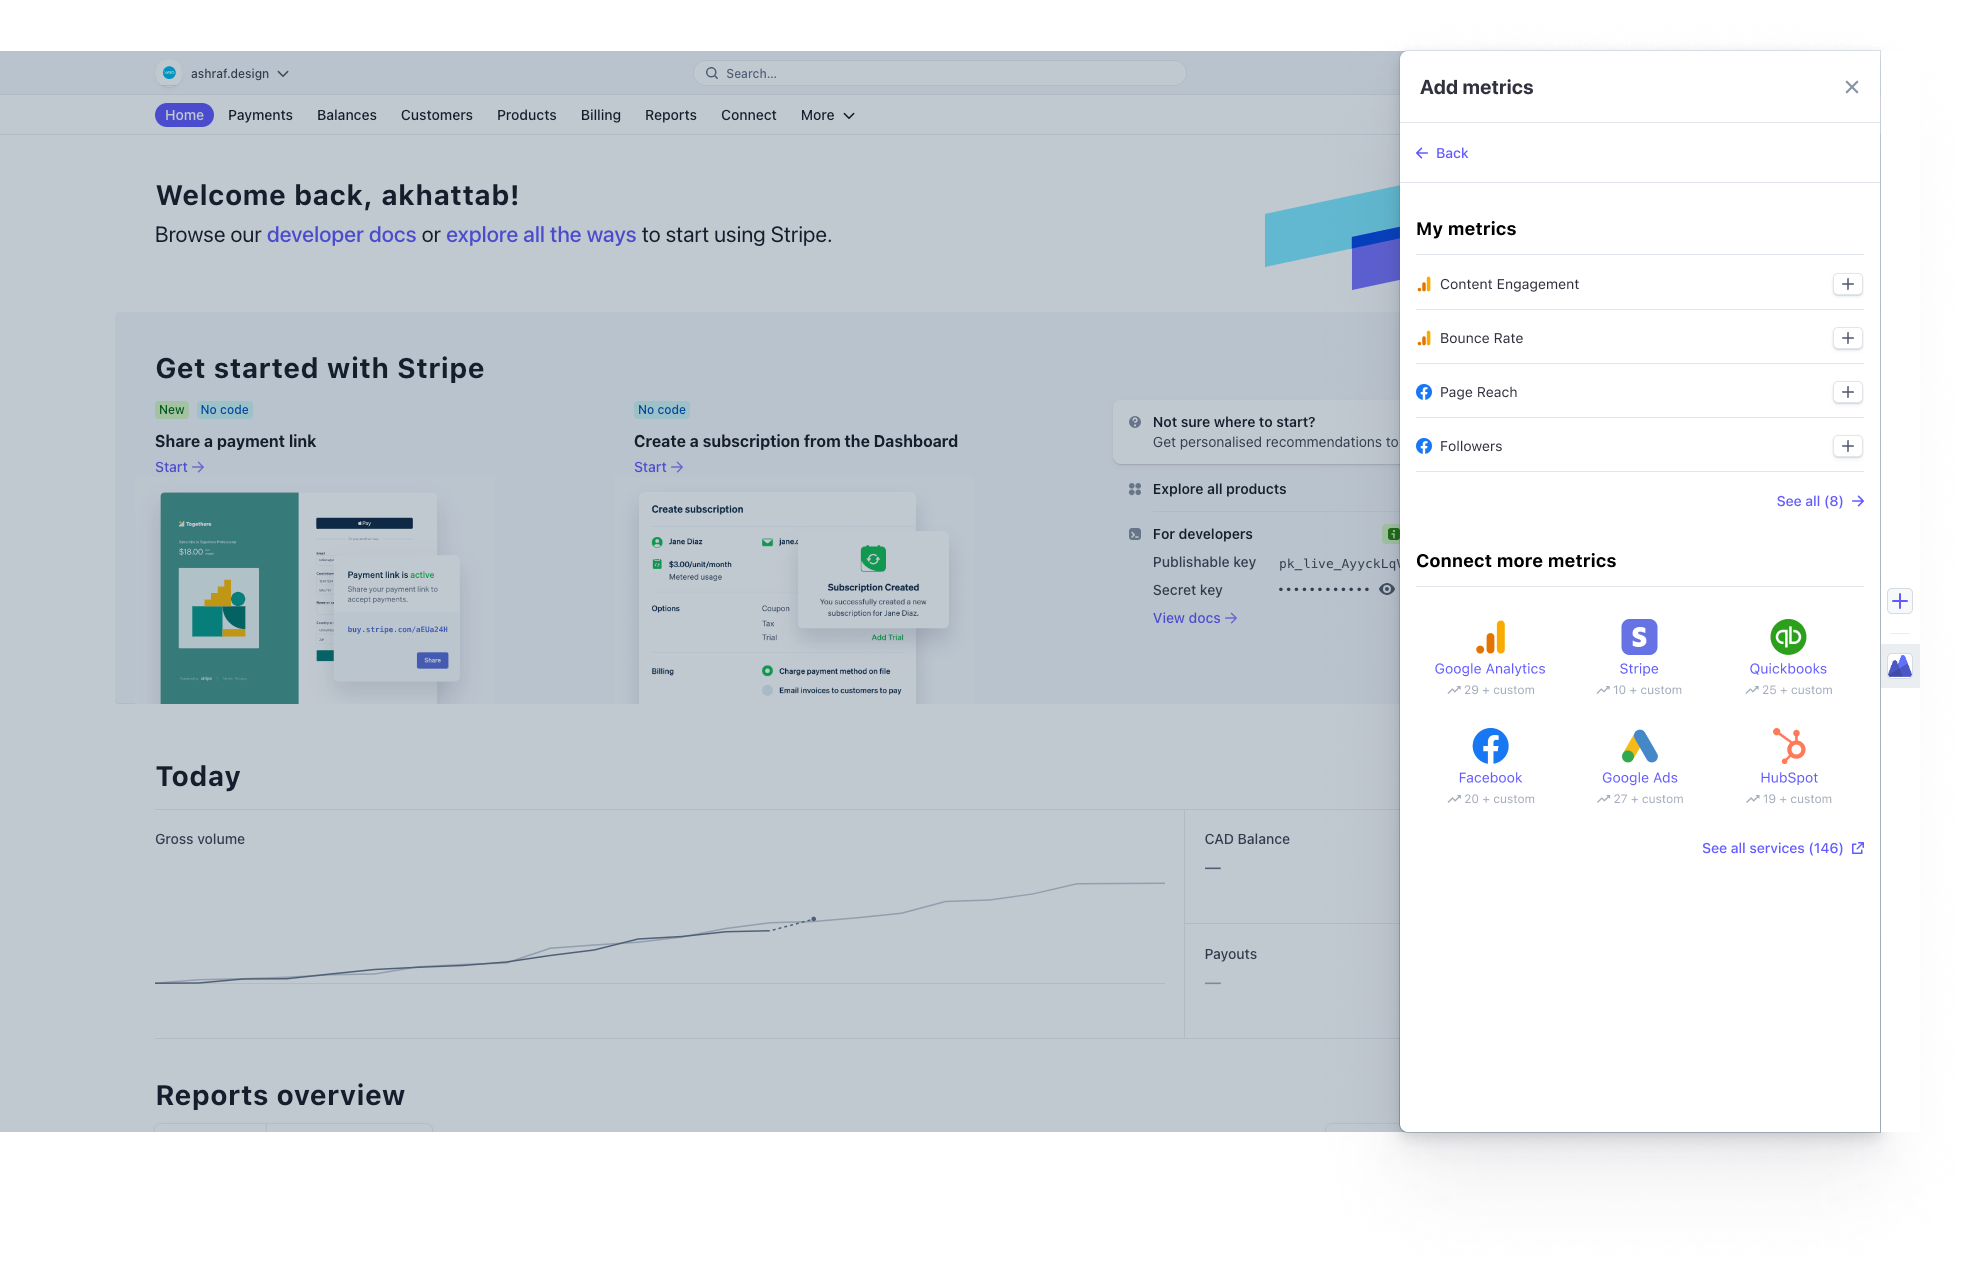 ashraf.design
Search...
Home Payments Balances Customers Products Billing Reports Connect More
Welcome back, akhattab!
Browse our developer docs or explore all the ways to start using Stripe.
Get started with Stripe
New No code
Share a payment link
Start
Togethere
$18.00
Pay
Payment link is active
Share your payment link to
accept payments.
buy.stripe.com/aEUa24H
Share
No code
Create a subscription from the Dashboard
Start
Create subscription
Jane Diaz
$3.00/unit/month
Metered usage
Options
Coupon
Tax
Trial
Add Trial
Billing
Charge payment method on file
Email invoices to customers to pay
Subscription Created
You successfully created a new
subscription for Jane Diaz.
Not sure where to start?
Get personalised recommendations to
Explore all products
For developers
Publishable key pk_live_AyyckLq
Secret key ••••••••••••
View docs
Today
Gross volume
CAD Balance
—
Payouts
—
Reports overview
Add metrics
Back
My metrics
Content Engagement
Bounce Rate
Page Reach
Followers
See all (8)
Connect more metrics
Google Analytics
29 + custom
Stripe
10 + custom
Quickbooks
25 + custom
Facebook
20 + custom
Google Ads
27 + custom
HubSpot
19 + custom
See all services (146)